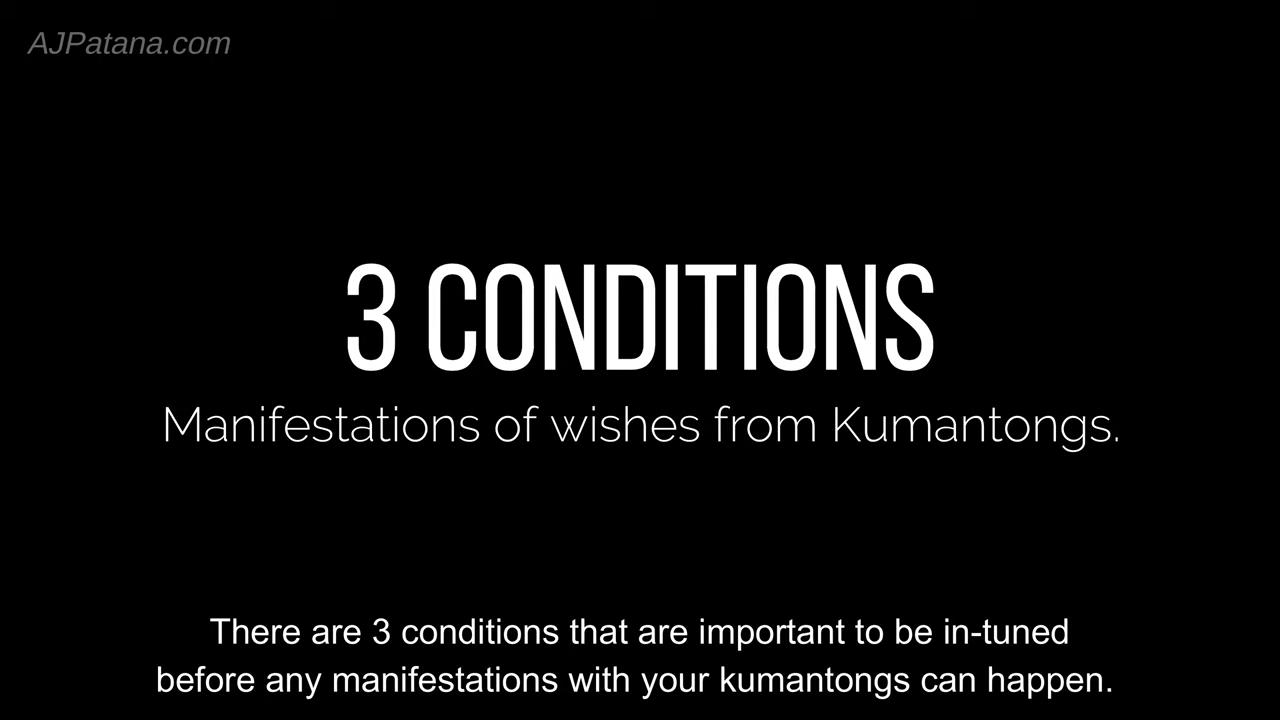 AJPatana.com
3 CONDITIONS
Manifestations of wishes from Kumantongs.
There are 3 conditions that are important to be in-tuned
before any manifestations with your kumantongs can happen.